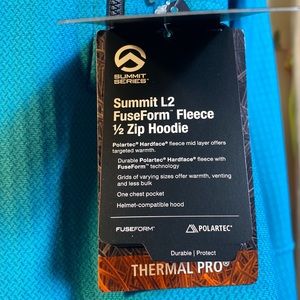 SUMMIT
SERIES™
Summit L2
FuseForm™ Fleece
½ Zip Hoodie
Polartec® Hardface® fleece mid layer offers
targeted warmth.
Durable Polartec® Hardface® fleece with
FuseForm™ technology
Grids of varying sizes offer warmth, venting
and less bulk
One chest pocket
Helmet-compatible hood
FUSEFORM™ POLARTEC®
Durable | Protect
THERMAL PRO®